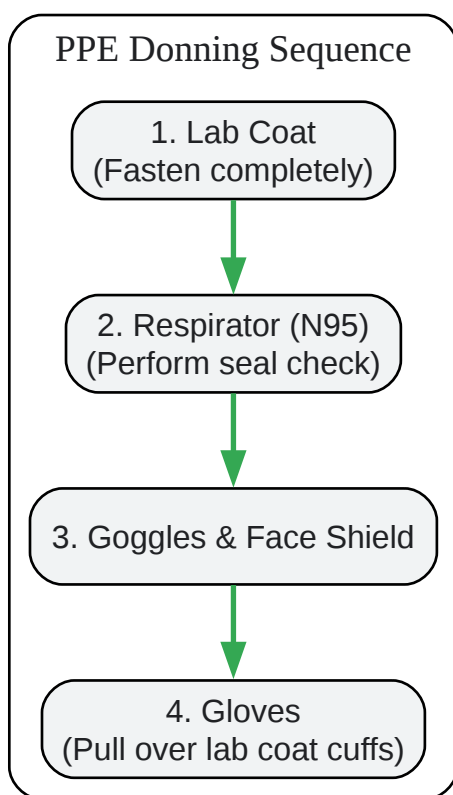 PPE Donning Sequence
1. Lab Coat
(Fasten completely)
2. Respirator (N95)
(Perform seal check)
3. Goggles & Face Shield
4. Gloves
(Pull over lab coat cuffs)